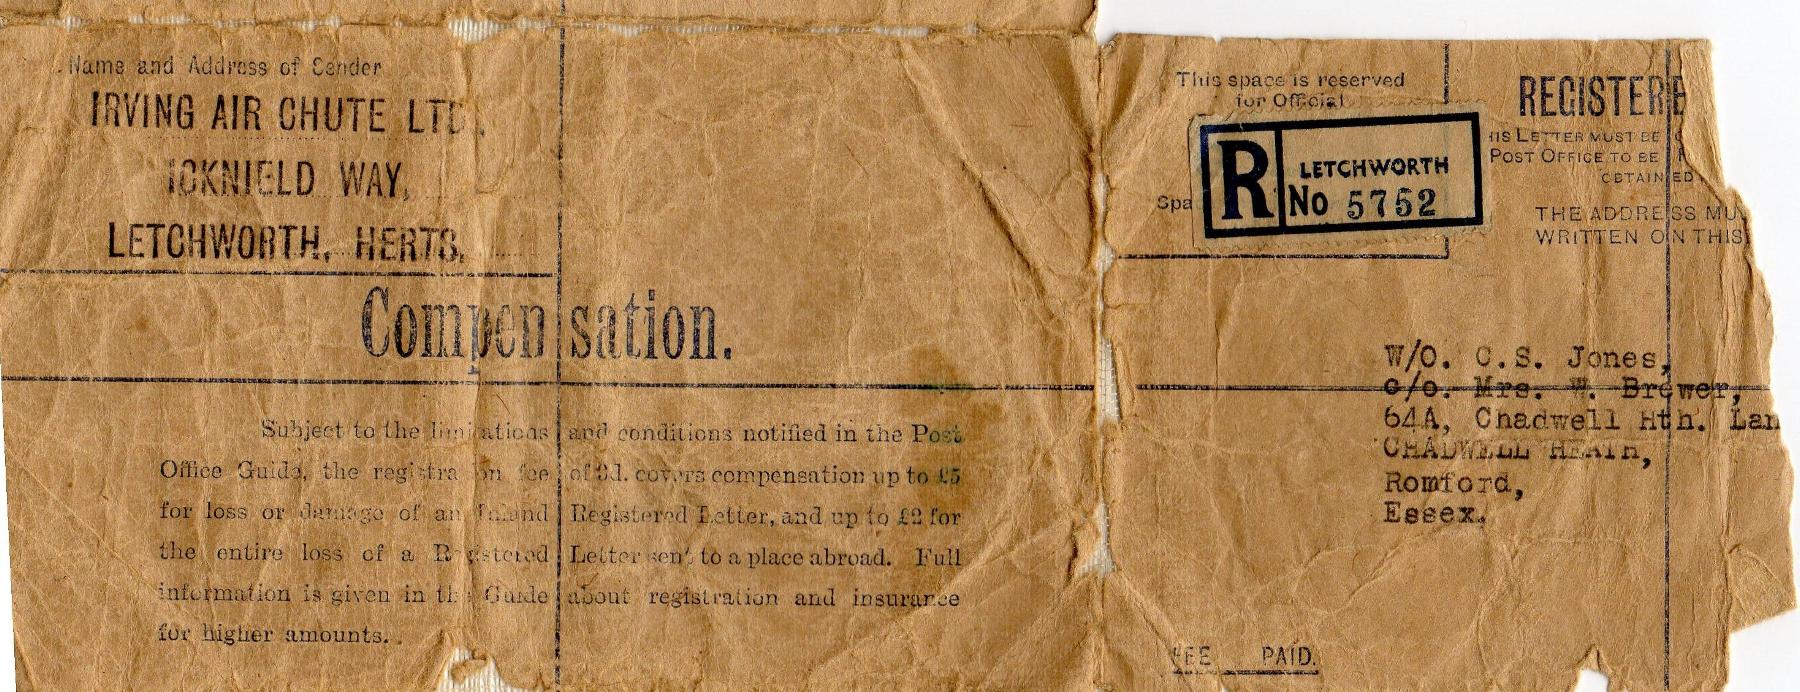 Name and Address of Sender
IRVING AIR CHUTE LTD.
ICKNIELD WAY,
LETCHWORTH, HERTS.
Compensation.
Subject to the limitations and conditions notified in the Post
Office Guide, the registration fee of 3d. covers compensation up to £5
for loss or damage of an Inland Registered Letter, and up to £2 for
the entire loss of a Registered Letter sent to a place abroad. Full
information is given in the Guide about registration and insurance
for higher amounts.
This space is reserved
for Official
Spa
R LETCHWORTH
No 5752
REGISTERE
HIS LETTER MUST BE
POST OFFICE TO BE
OBTAINED
THE ADDRESS MU
WRITTEN ON THIS
W/O. C.S. Jones,
c/o. Mrs. W. Brewer,
64A, Chadwell Hth. Lan
CHADWELL HEATH,
Romford,
Essex.
FEE PAID.